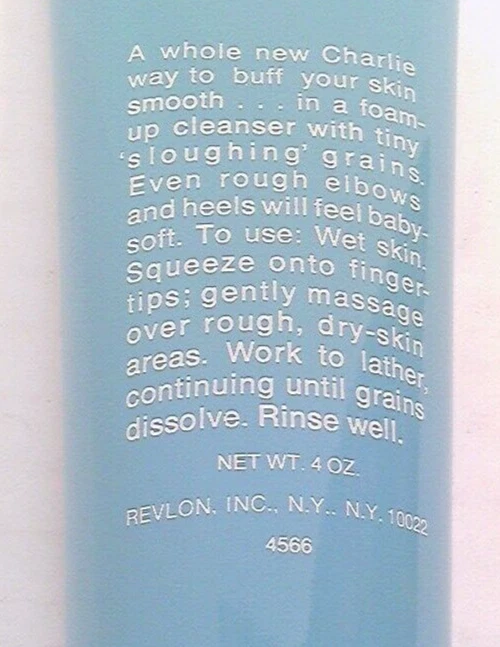 A whole new Charlie
way to buff your skin
smooth . . . in a foam-
up cleanser with tiny
'sloughing' grains.
Even rough elbows
and heels will feel baby-
soft. To use: Wet skin.
Squeeze onto finger-
tips; gently massage
over rough, dry-skin
areas. Work to lather,
continuing until grains
dissolve. Rinse well.
NET WT. 4 OZ.
REVLON, INC., N.Y., N.Y. 10022
4566